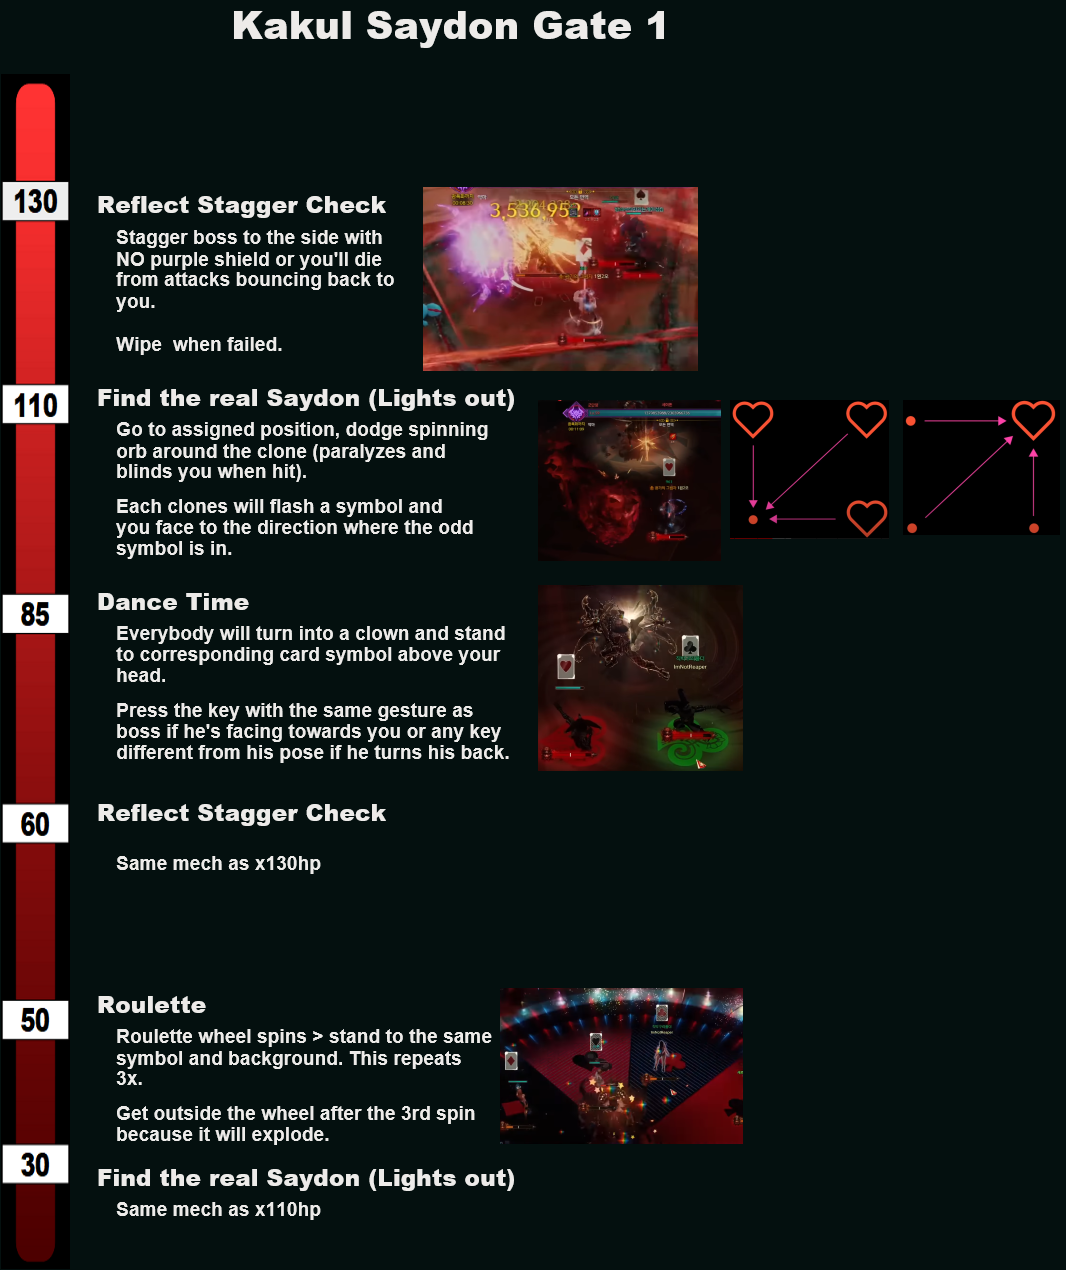 Kakul Saydon Gate 1
130
Reflect Stagger Check
Stagger boss to the side with
NO purple shield or you'll die
from attacks bouncing back to
you.
Wipe  when failed.
3,536,952
110
Find the real Saydon (Lights out)
Go to assigned position, dodge spinning
orb around the clone (paralyzes and
blinds you when hit).
Each clones will flash a symbol and
you face to the direction where the odd
symbol is in.
85
Dance Time
Everybody will turn into a clown and stand
to corresponding card symbol above your
head.
Press the key with the same gesture as
boss if he's facing towards you or any key
different from his pose if he turns his back.
ImNotReaper
60
Reflect Stagger Check
Same mech as x130hp
50
Roulette
Roulette wheel spins > stand to the same
symbol and background. This repeats
3x.
Get outside the wheel after the 3rd spin
because it will explode.
ImNotReaper
30
Find the real Saydon (Lights out)
Same mech as x110hp